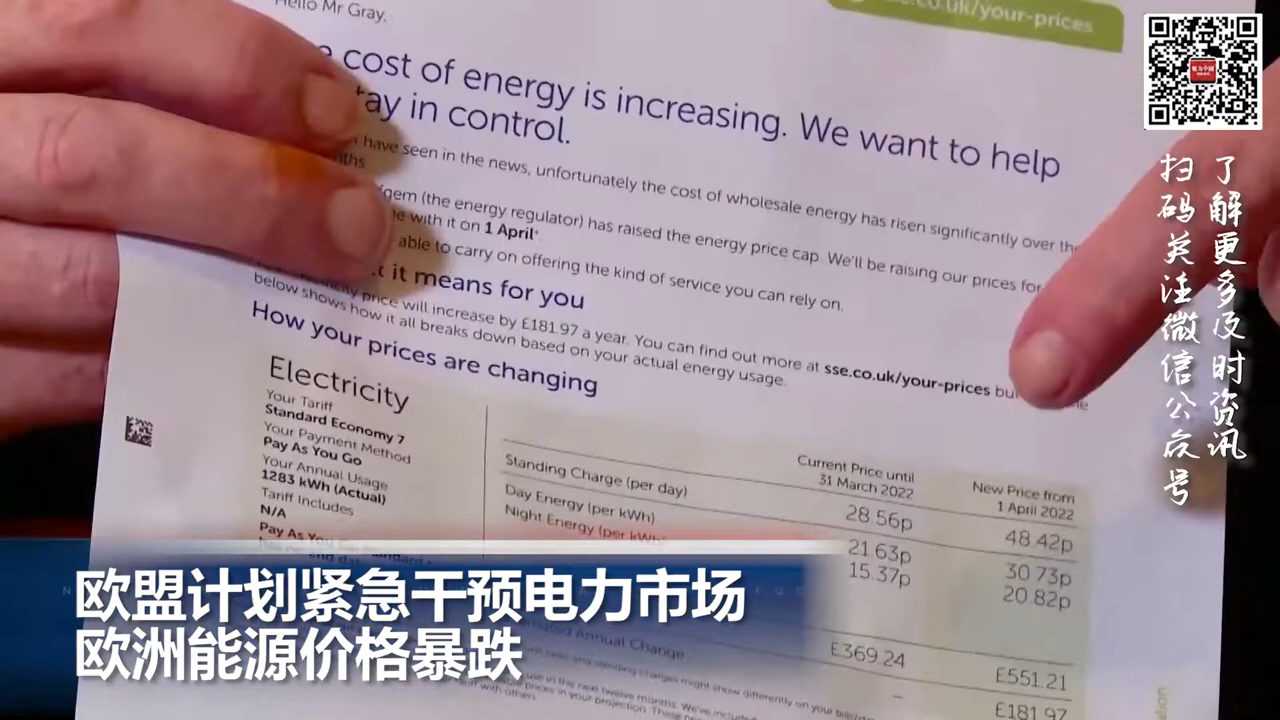 Hello Mr Gray,
se.co.uk/your-prices
cost of energy is increasing. We want to help
stay in control.
have seen in the news, unfortunately the cost of wholesale energy has risen significantly over the
(the energy regulator) has raised the energy price cap. We'll be raising our prices for
with it on 1 April
able to carry on offering the kind of service you can rely on.
it means for you
price will increase by £181.97 a year. You can find out more at sse.co.uk/your-prices
below shows how it all breaks down based on your actual energy usage.
How your prices are changing
Electricity
Your Tariff
Standard Economy 7
Your Payment Method
Pay As You Go
Your Annual Usage
1283 kWh (Actual)
Tariff Includes
N/A
Pay As You Go
Current Price until
31 March 2022
New Price from
1 April 2022
Standing Charge (per day)
28.56p
48.42p
Day Energy (per kWh)
21.63p
30.73p
Night Energy (per kWh)
15.37p
20.82p
Annual Change
£369.24
£551.21
£181.97
了解更多及时资讯
扫码关注微信公众号
欧盟计划紧急干预电力市场
欧洲能源价格暴跌